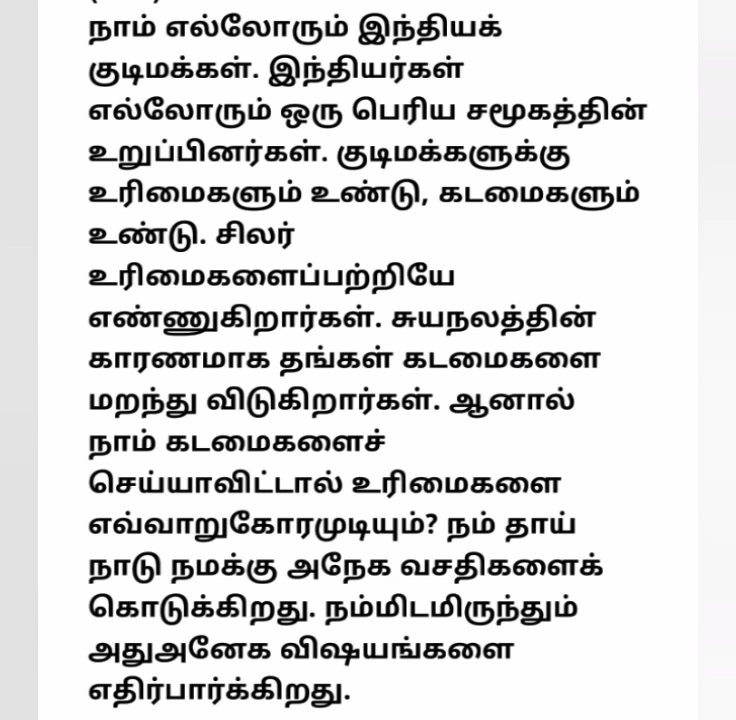 நாம் எல்லோரும் இந்தியக்
குடிமக்கள். இந்தியர்கள்
எல்லோரும் ஒரு பெரிய சமூகத்தின்
உறுப்பினர்கள். குடிமக்களுக்கு
உரிமைகளும் உண்டு, கடமைகளும்
உண்டு. சிலர்
உரிமைகளைப்பற்றியே
எண்ணுகிறார்கள். சுயநலத்தின்
காரணமாக தங்கள் கடமைகளை
மறந்து விடுகிறார்கள். ஆனால்
நாம் கடமைகளைச்
செய்யாவிட்டால் உரிமைகளை
எவ்வாறுகோரமுடியும்? நம் தாய்
நாடு நமக்கு அநேக வசதிகளைக்
கொடுக்கிறது. நம்மிடமிருந்தும்
அதுஅனேக விஷயங்களை
எதிர்பார்க்கிறது.